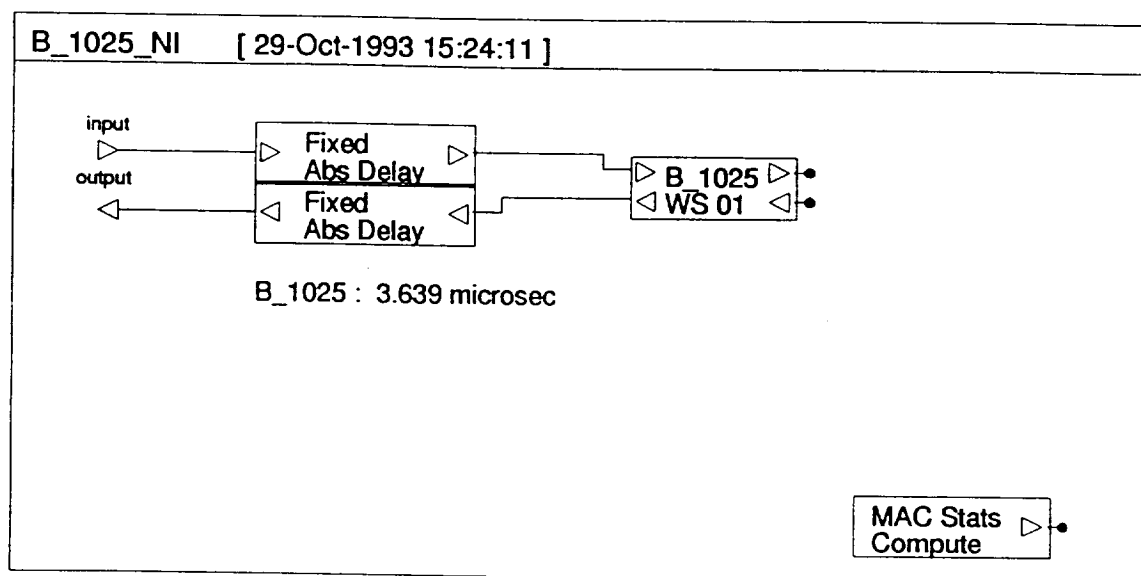 B_1025_NI [ 29-Oct-1993 15:24:11 ]
input
output
Fixed
Abs Delay
Fixed
Abs Delay
B_1025
WS 01
B_1025 : 3.639 microsec
MAC Stats
Compute